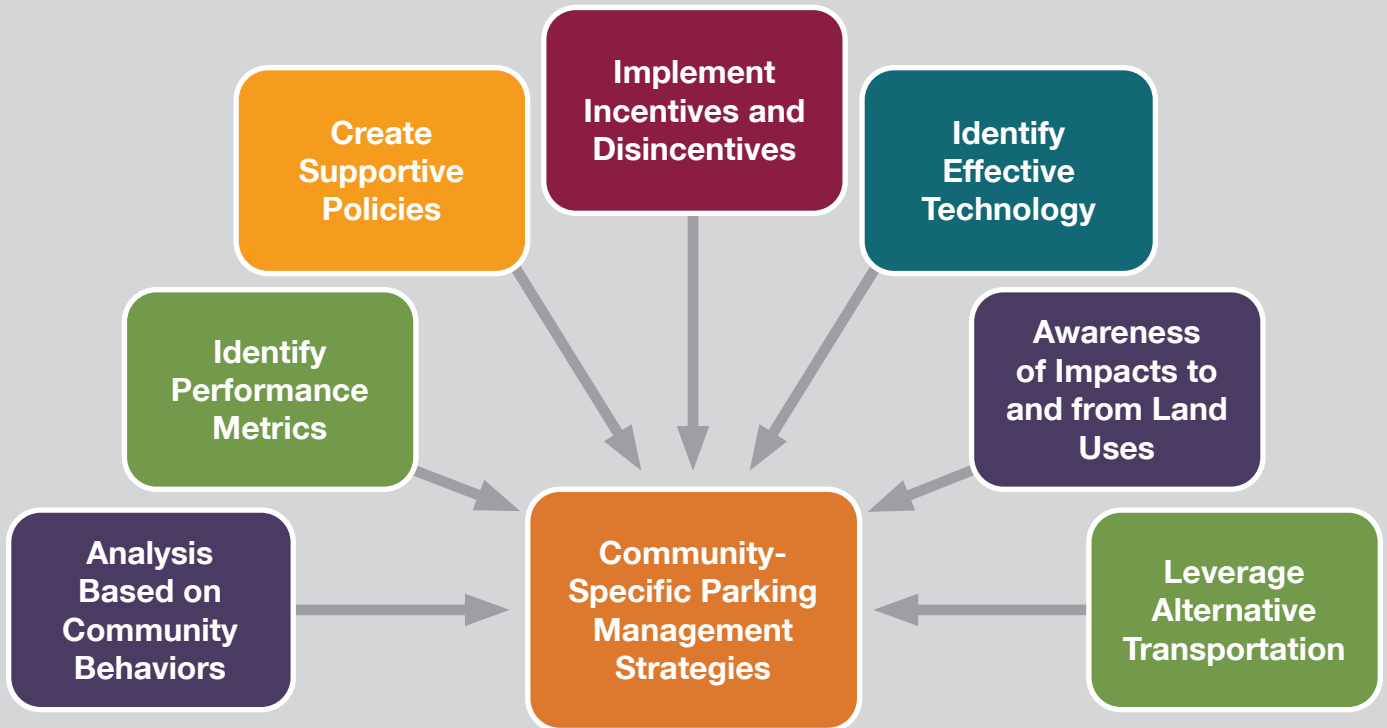 Implement
Incentives and
Disincentives
Create
Supportive
Policies
Identify
Effective
Technology
Identify
Performance
Metrics
Awareness
of Impacts to
and from Land
Uses
Analysis
Based on
Community
Behaviors
Community-
Specific Parking
Management
Strategies
Leverage
Alternative
Transportation